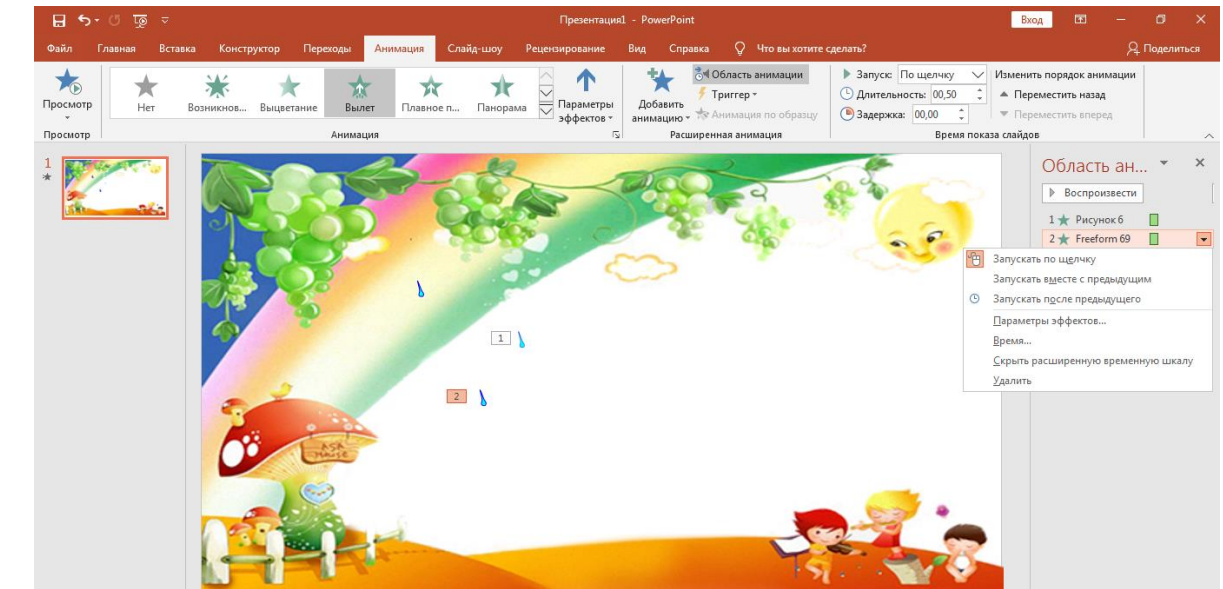 Презентация1 - PowerPoint
Вход
Файл Главная Вставка Конструктор Переходы Анимация Слайд-шоу Рецензирование Вид Справка Что вы хотите сделать? Поделиться
Просмотр
Нет Возникнов... Выцветание Вылет Плавное п... Панорама
Параметры эффектов
Добавить анимацию
Область анимации
Триггер
Анимация по образцу
Запуск: По щелчку
Длительность: 00,50
Задержка: 00,00
Изменить порядок анимации
Переместить назад
Переместить вперед
Просмотр Анимация Расширенная анимация Время показа слайдов
1
Область ан...
Воспроизвести
1 Рисунок 6
2 Freeform 69
Запускать по щелчку
Запускать вместе с предыдущим
Запускать после предыдущего
Параметры эффектов...
Время...
Скрыть расширенную временную шкалу
Удалить
1
2